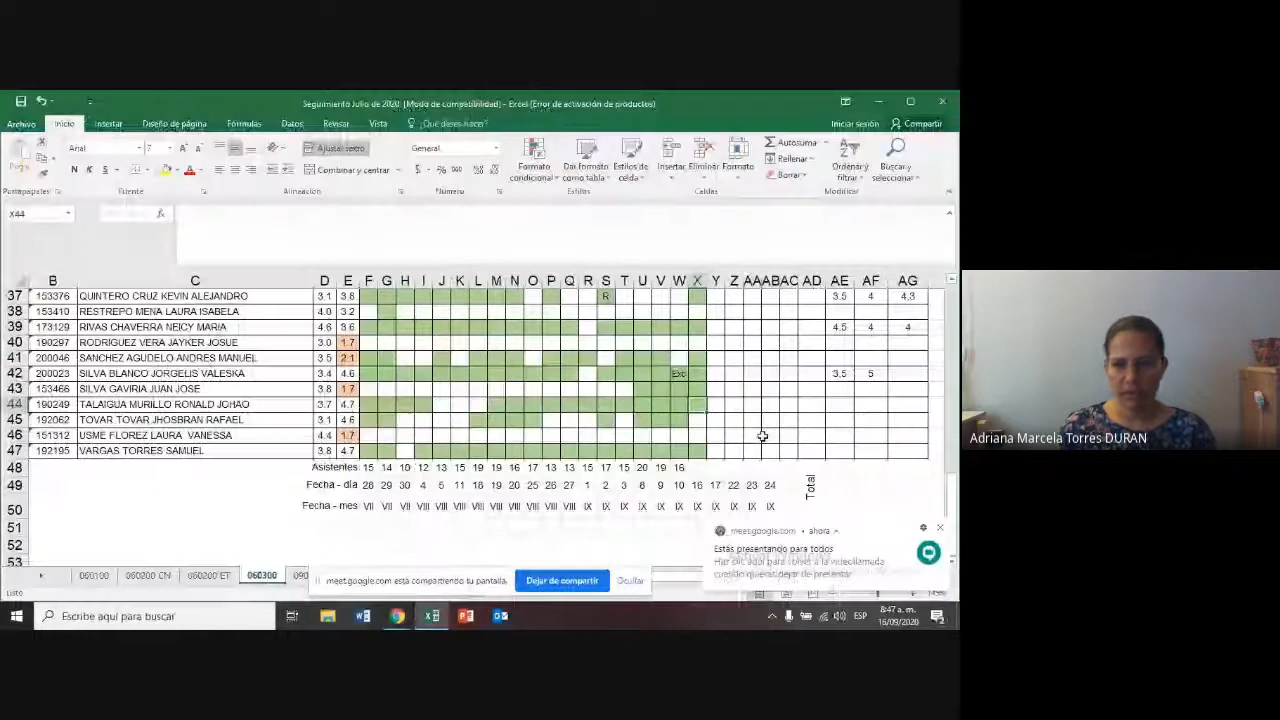 Seguimiento Julio de 2020 [Modo de compatibilidad] - Excel (Error de activación de productos)
Archivo Inicio Insertar Diseño de página Fórmulas Datos Revisar Vista ¿Qué desea hacer? Iniciar sesión Compartir
Arial 7 Ajustar texto General Autosuma
N K S Combinar y centrar $ % 000 Formato condicional Dar formato como tabla Estilos de celda Insertar Eliminar Formato Rellenar Borrar Ordenar y filtrar Buscar y seleccionar
Portapapeles Fuente Alineación Número Estilos Celdas Modificar
X44 fx
B C D E F G H I J K L M N O P Q R S T V W X Y Z AA AB AC AD AE AF AG
37 153376 QUINTERO CRUZ KEVIN ALEJANDRO 3.1 3.8 R 3.5 4 4.3
38 153410 RESTREPO MENA LAURA ISABELA 4.0 3.2
39 173129 RIVAS CHAVERRA NEICY MARIA 4.6 3.6 4.5 4 4
40 190297 RODRIGUEZ VERA JAYKER JOSUE 3.0 1.7
41 200046 SANCHEZ AGUDELO ANDRES MANUEL 3.5 2.1
42 200023 SILVA BLANCO JORGELIS VALESKA 3.4 4.6 Exc 3.5 5
43 153466 SILVA GAVIRIA JUAN JOSE 3.8 1.7
44 190249 TALAIGUA MURILLO RONALD JOHAO 3.7 4.7
45 192062 TOVAR TOVAR JHOSBRAN RAFAEL 3.1 4.6
46 151312 USME FLOREZ LAURA VANESSA 4.4 1.7
47 192195 VARGAS TORRES SAMUEL 3.8 4.7
48 Asistentes 15 14 10 12 13 15 19 19 16 17 13 13 15 17 15 20 19 16
49 Fecha - día 28 29 30 4 5 11 18 19 20 25 26 27 1 2 3 8 9 10 16 17 22 23 24 Total
50 Fecha - mes VII VII VII VIII VIII VIII VIII VIII VIII VIII VIII VIII IX IX IX IX IX IX IX IX IX IX IX
51
52
53
meet.google.com • ahora
Estás presentando para todos
Haz clic aquí para volver a la videollamada
cuando quieras dejar de presentar
060100 060200 CN 060200 ET 060300
meet.google.com está compartiendo tu pantalla. Dejar de compartir Ocultar
Listo
Escribe aquí para buscar
ESP 8:47 a. m.
16/09/2020
Adriana Marcela Torres DURAN